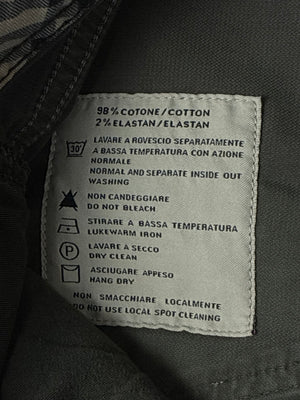 98% COTONE/COTTON
2% ELASTAN/ELASTAN
30°
LAVARE A ROVESCIO SEPARATAMENTE
A BASSA TEMPERATURA CON AZIONE
NORMALE
NORMAL AND SEPARATE INSIDE OUT
WASHING
NON CANDEGGIARE
DO NOT BLEACH
STIRARE A BASSA TEMPERATURA
LUKEWARM IRON
P
LAVARE A SECCO
DRY CLEAN
ASCIUGARE APPESO
HANG DRY
NON SMACCHIARE LOCALMENTE
DO NOT USE LOCAL SPOT CLEANING